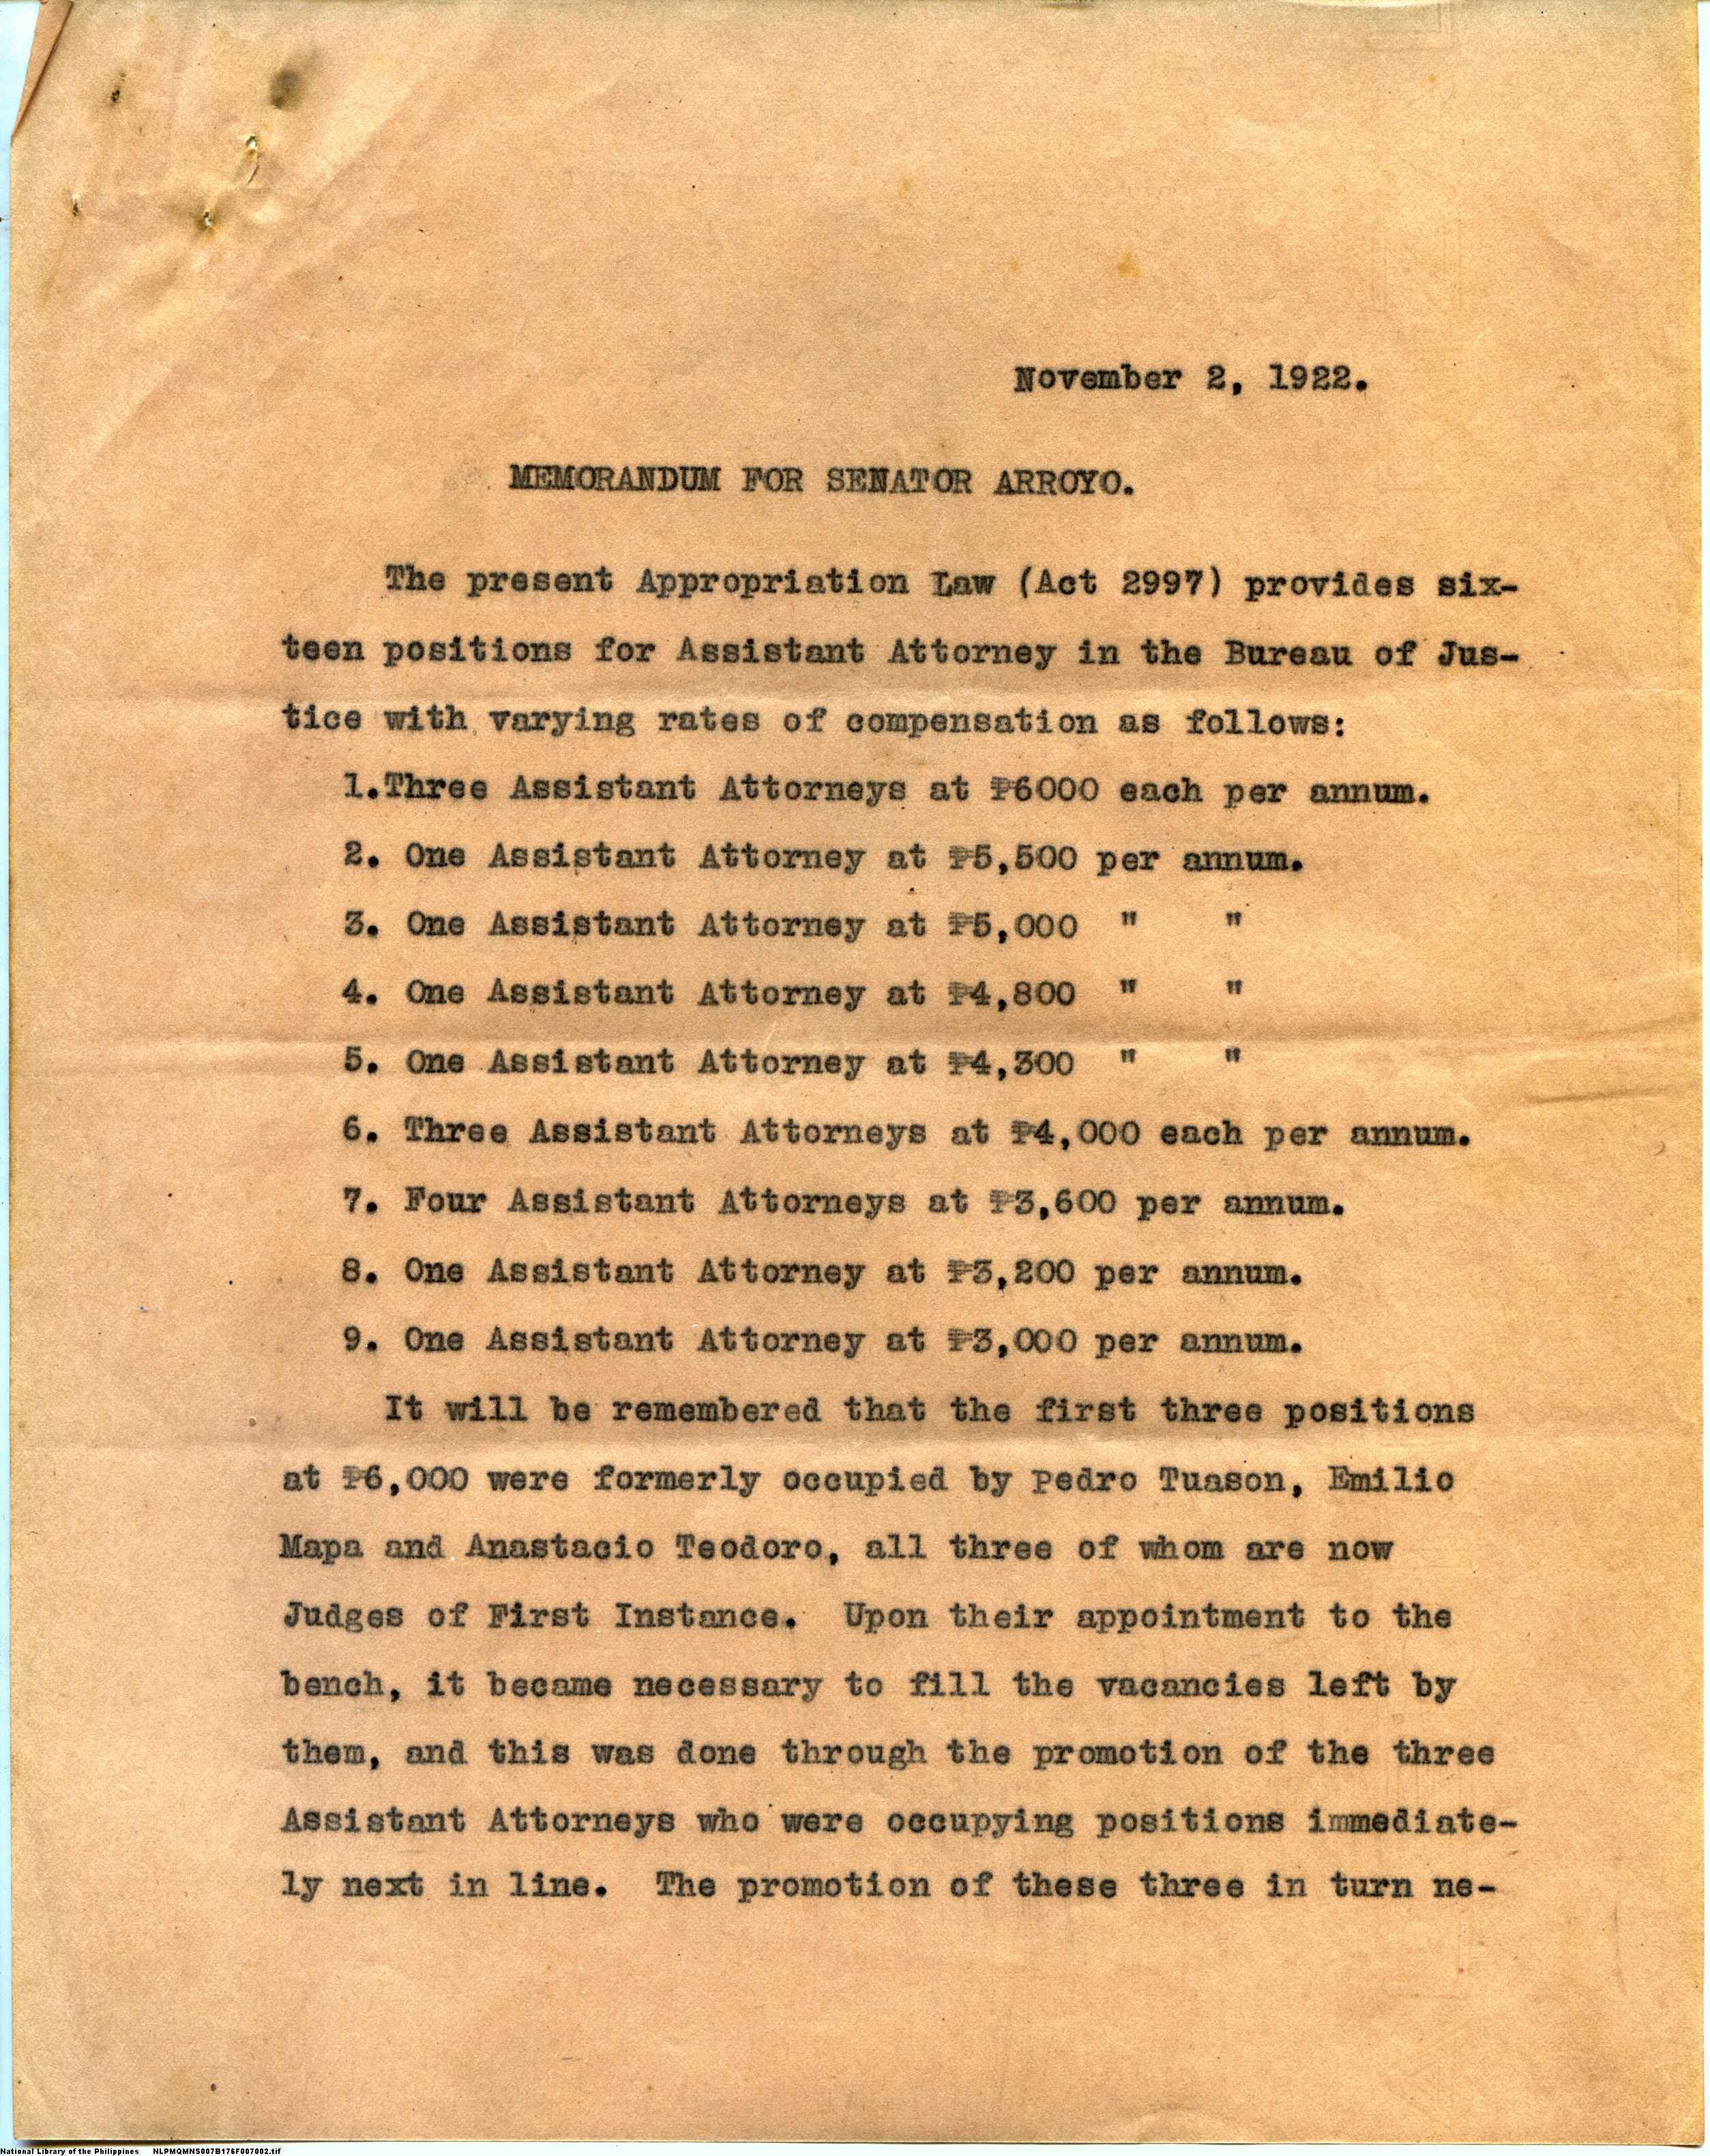 November 2, 1922.
MEMORANDUM FOR SENATOR ARROYO.
The present Appropriation Law (Act 2997) provides six-
teen positions for Assistant Attorney in the Bureau of Jus-
tice with varying rates of compensation as follows:
1.Three Assistant Attorneys at ₱6000 each per annum.
2. One Assistant Attorney at ₱5,500 per annum.
3. One Assistant Attorney at ₱5,000 " "
4. One Assistant Attorney at ₱4,800 " "
5. One Assistant Attorney at ₱4,300 " "
6. Three Assistant Attorneys at ₱4,000 each per annum.
7. Four Assistant Attorneys at ₱3,600 per annum.
8. One Assistant Attorney at ₱3,200 per annum.
9. One Assistant Attorney at ₱3,000 per annum.
It will be remembered that the first three positions
at ₱6,000 were formerly occupied by Pedro Tuason, Emilio
Mapa and Anastacio Teodoro, all three of whom are now
Judges of First Instance. Upon their appointment to the
bench, it became necessary to fill the vacancies left by
them, and this was done through the promotion of the three
Assistant Attorneys who were occupying positions immediate-
ly next in line. The promotion of these three in turn ne-
National Library of the Philippines NLPMQMNS007B176F007002.tif